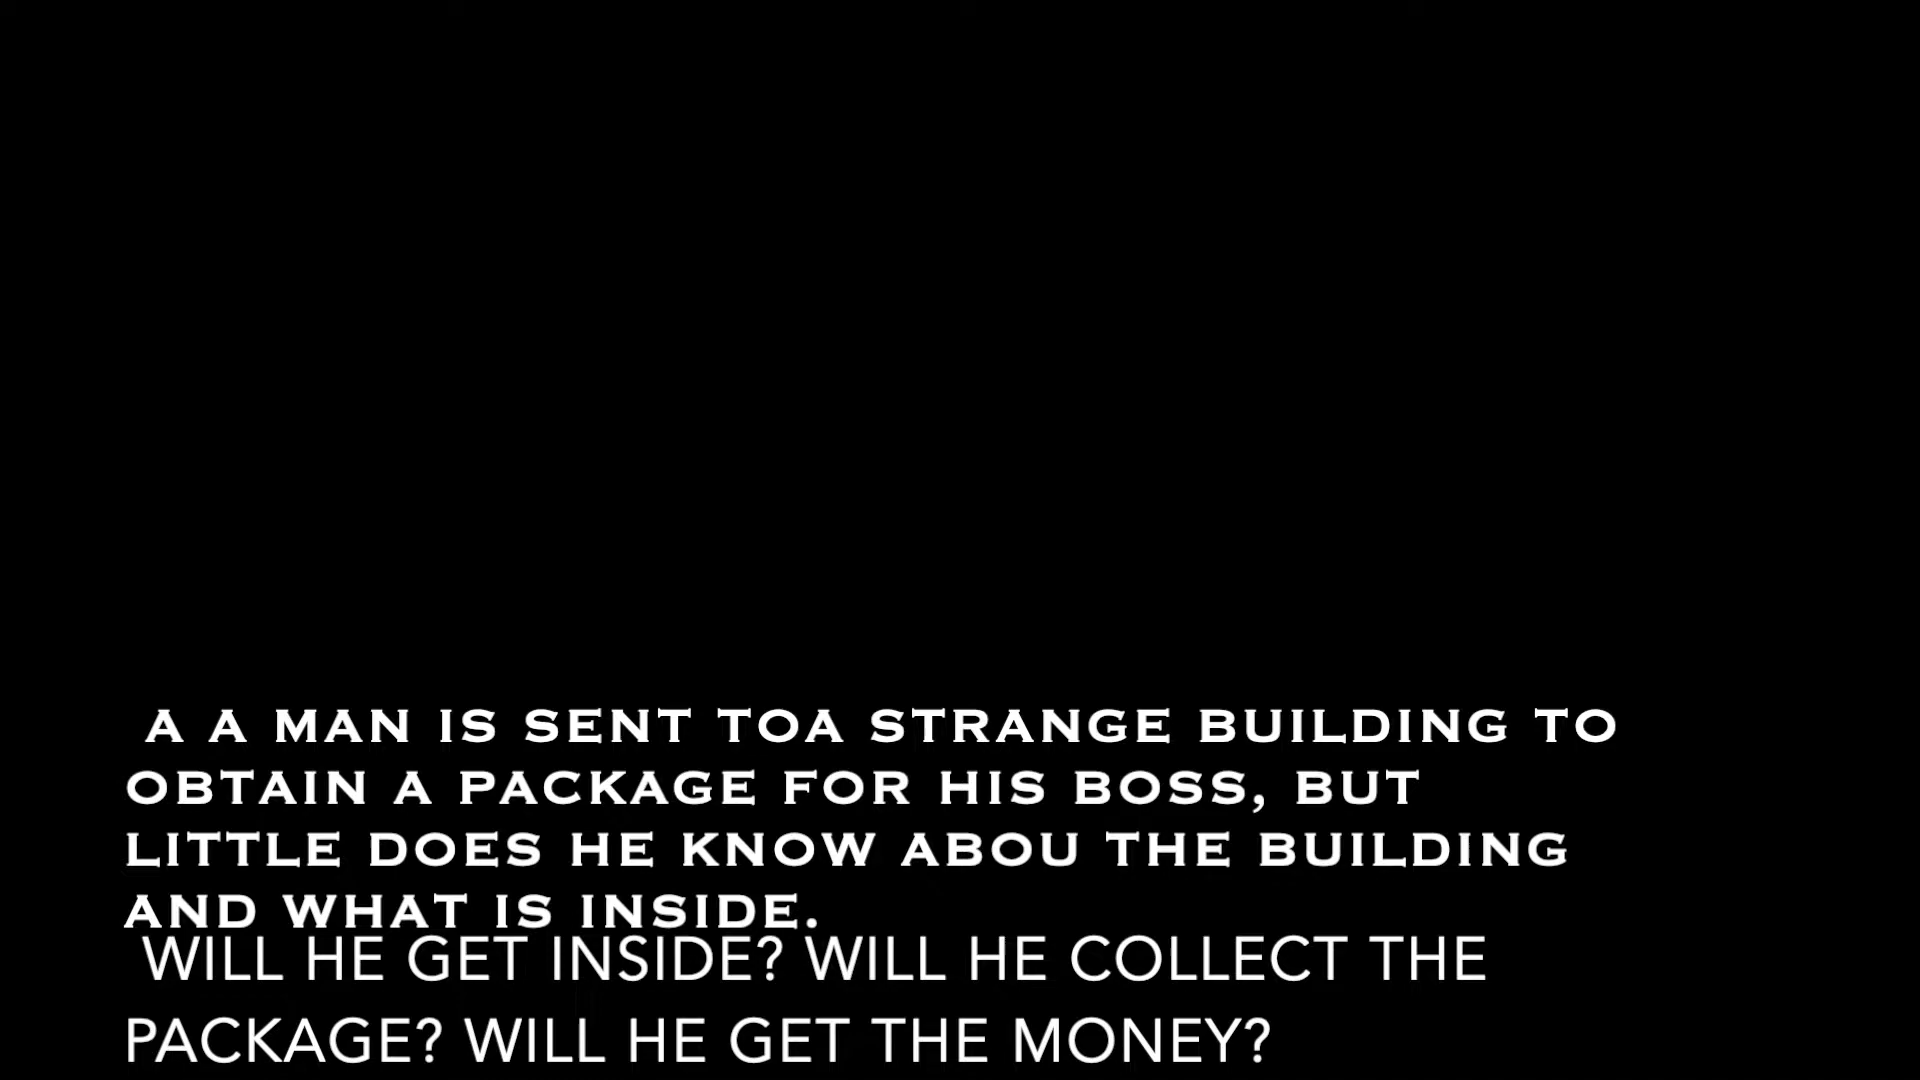 A A MAN IS SENT TOA STRANGE BUILDING TO
OBTAIN A PACKAGE FOR HIS BOSS, BUT
LITTLE DOES HE KNOW ABOU THE BUILDING
AND WHAT IS INSIDE.
WILL HE GET INSIDE? WILL HE COLLECT THE
PACKAGE? WILL HE GET THE MONEY?